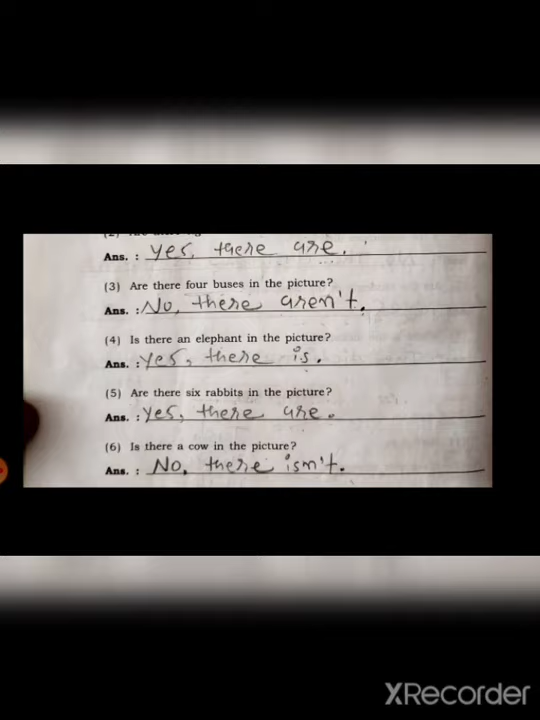 Ans. : yes, there are.
(3) Are there four buses in the picture?
Ans. : No, there aren't.
(4) Is there an elephant in the picture?
Ans. : yes, there is.
(5) Are there six rabbits in the picture?
Ans. : yes, there are.
(6) Is there a cow in the picture?
Ans. : No, there isn't.
XRecorder